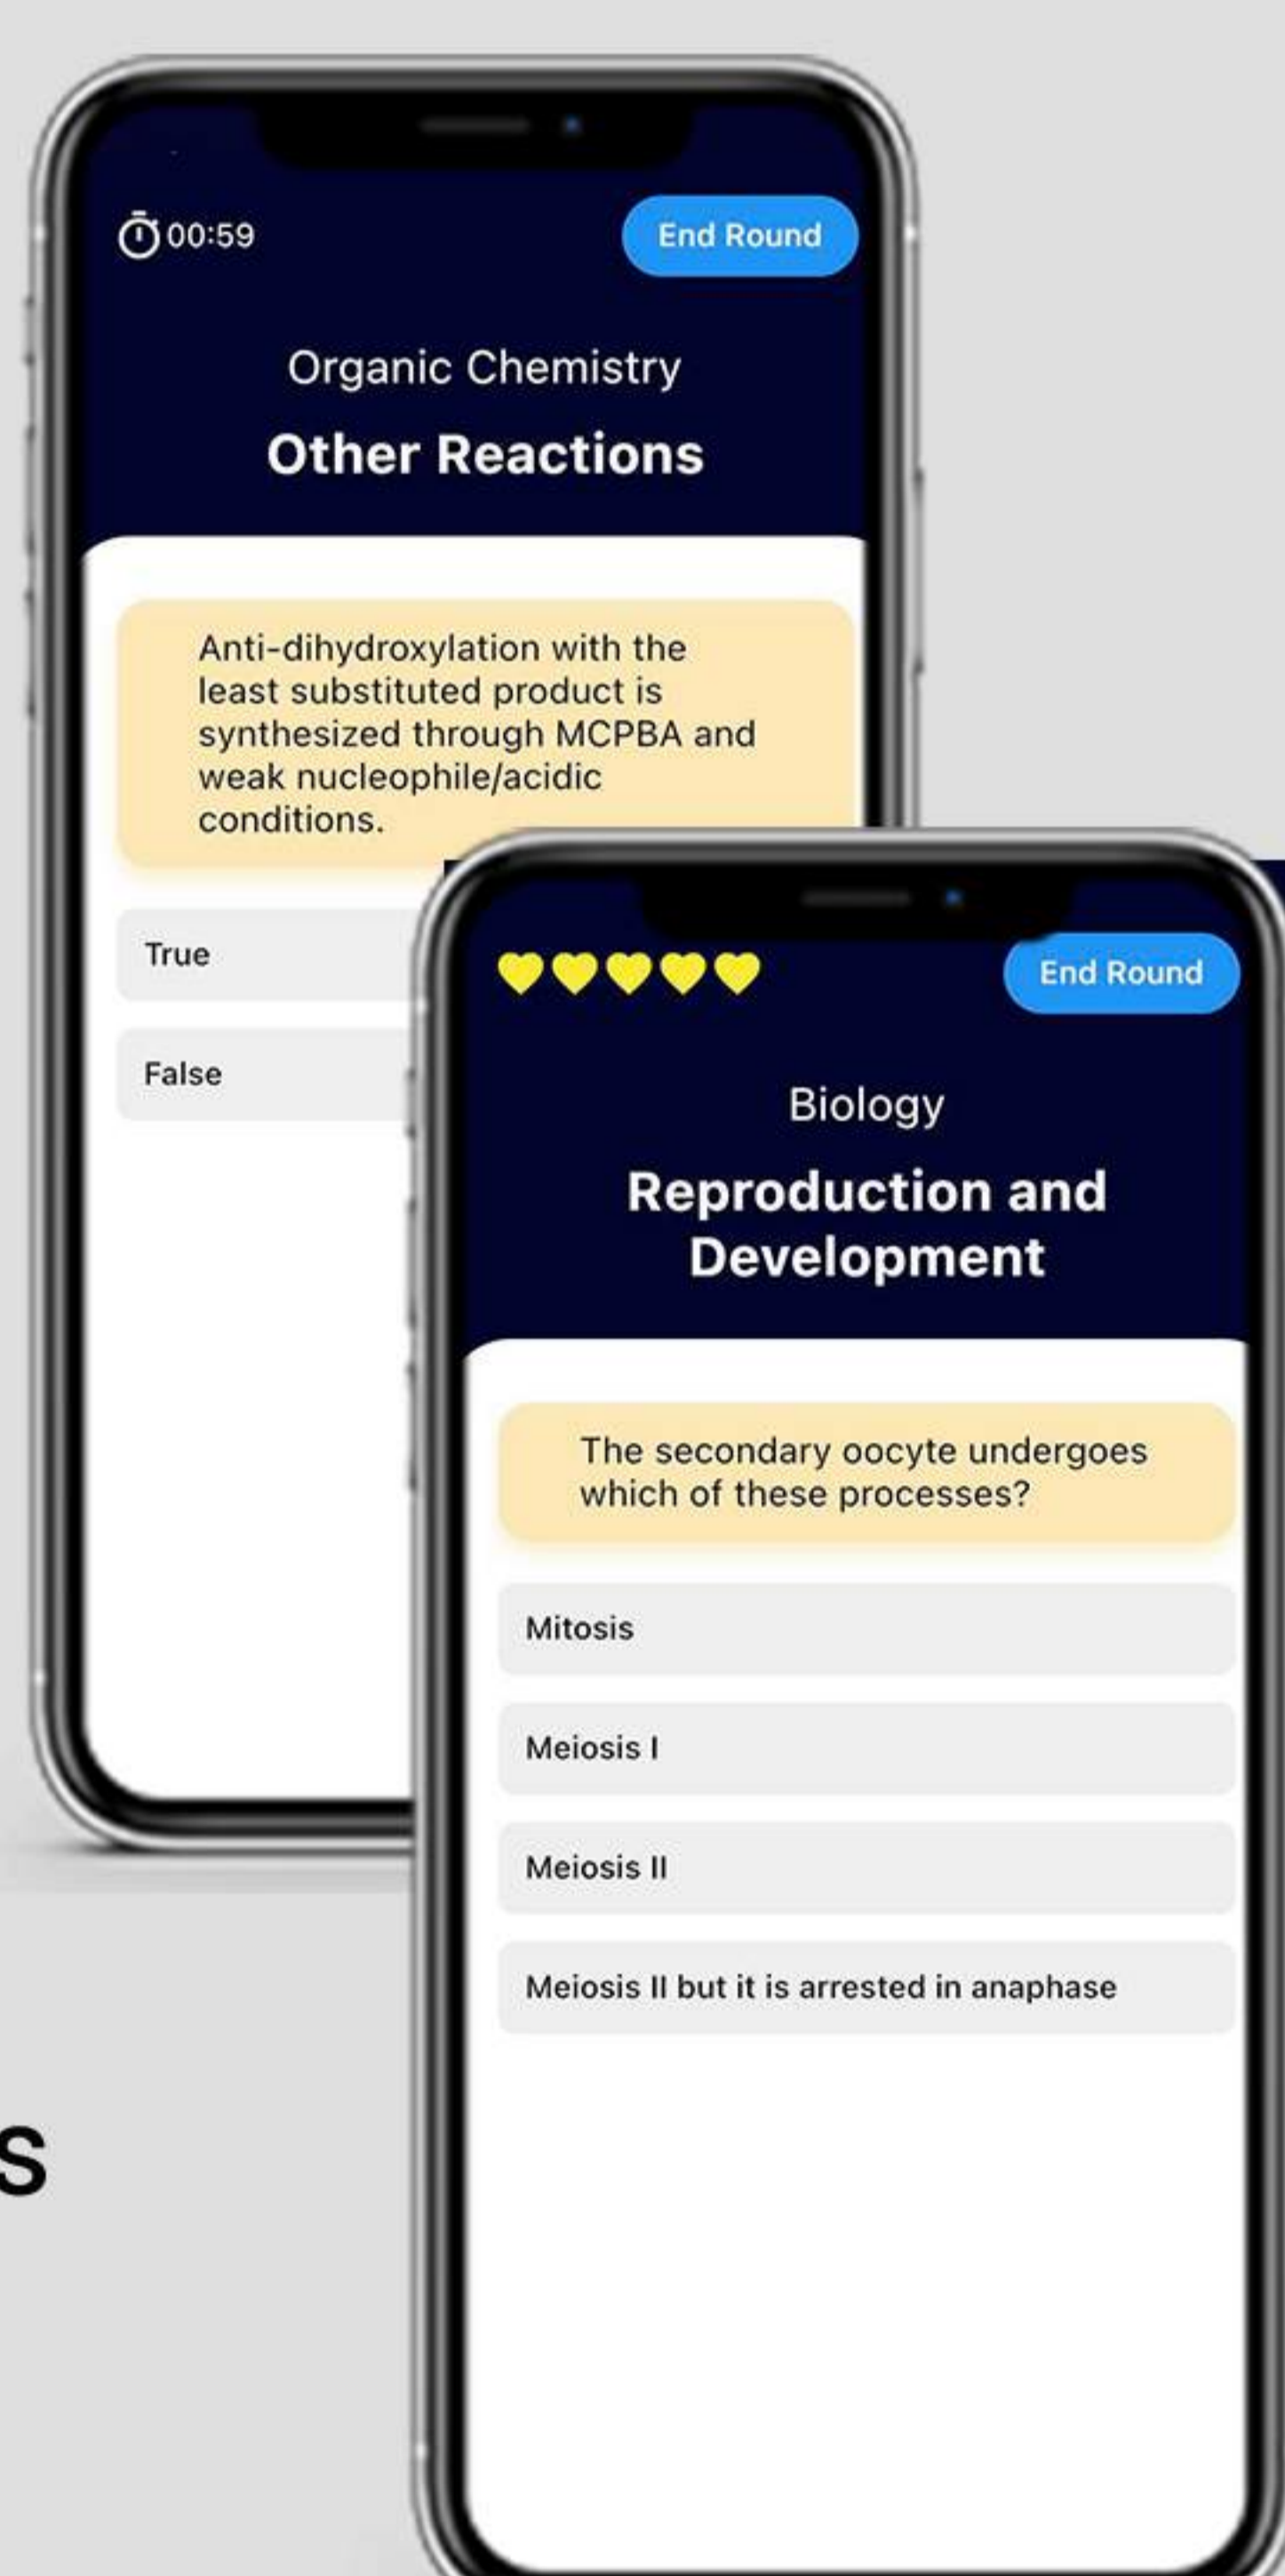 00:59
End Round
Organic Chemistry
Other Reactions
Anti-dihydroxylation with the
least substituted product is
synthesized through MCPBA and
weak nucleophile/acidic
conditions.
True
False
End Round
Biology
Reproduction and
Development
The secondary oocyte undergoes
which of these processes?
Mitosis
Meiosis I
Meiosis II
Meiosis II but it is arrested in anaphase
s